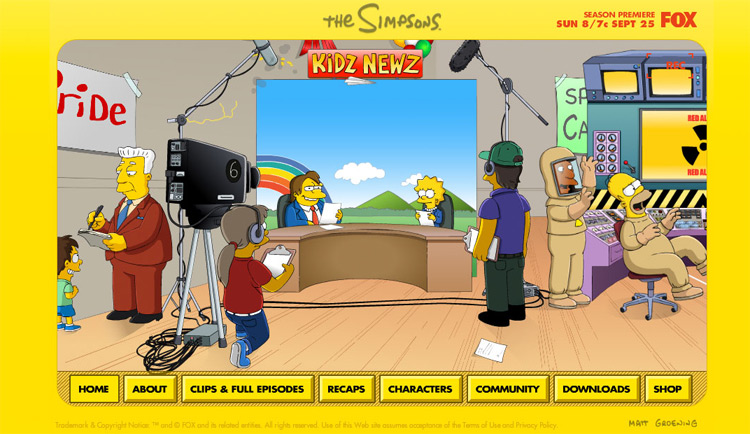 THE SIMPSONS.
SEASON PREMIERE
SUN 8/7c SEPT 25 FOX
KiDZ NEWZ
REC
riDe
SP
CA
RED AL
6
RED AL
HOME ABOUT CLIPS & FULL EPISODES RECAPS CHARACTERS COMMUNITY DOWNLOADS SHOP
Trademark & Copyright Notice: ™ and © FOX and its related entities. All rights reserved. Use of this Web site assumes acceptance of the Terms of Use and Privacy Policy.
MATT GROENING